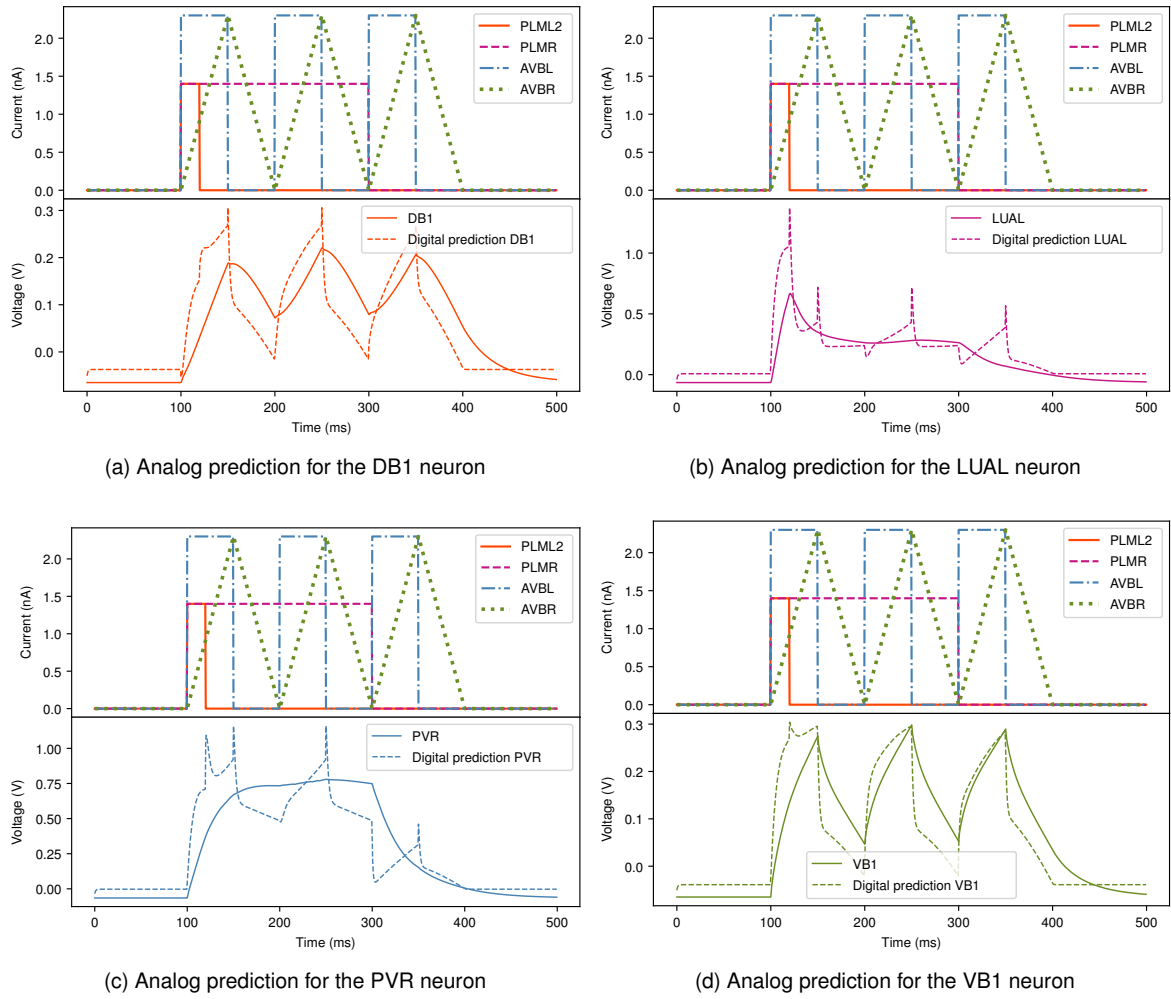 2.0
1.5
1.0
0.5
0.0
Current (nA)
PLML2
PLMR
AVBL
AVBR
0.3
0.2
0.1
0.0
Voltage (V)
DB1
Digital prediction DB1
0 100 200 300 400 500
Time (ms)
(a) Analog prediction for the DB1 neuron
2.0
1.5
1.0
0.5
0.0
Current (nA)
PLML2
PLMR
AVBL
AVBR
1.0
0.5
0.0
Voltage (V)
LUAL
Digital prediction LUAL
0 100 200 300 400 500
Time (ms)
(b) Analog prediction for the LUAL neuron
2.0
1.5
1.0
0.5
0.0
Current (nA)
PLML2
PLMR
AVBL
AVBR
1.00
0.75
0.50
0.25
0.00
Voltage (V)
PVR
Digital prediction PVR
0 100 200 300 400 500
Time (ms)
(c) Analog prediction for the PVR neuron
2.0
1.5
1.0
0.5
0.0
Current (nA)
PLML2
PLMR
AVBL
AVBR
0.3
0.2
0.1
0.0
Voltage (V)
VB1
Digital prediction VB1
0 100 200 300 400 500
Time (ms)
(d) Analog prediction for the VB1 neuron